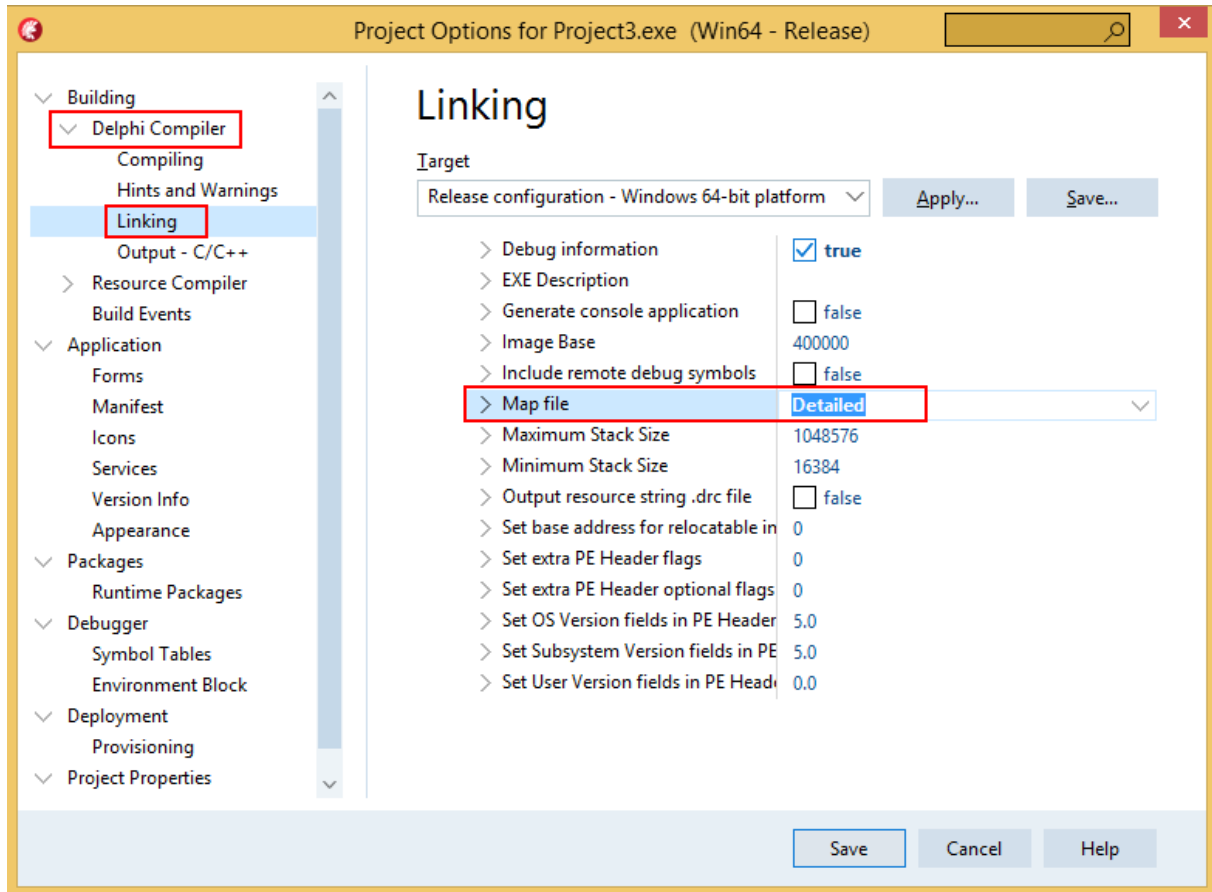 Project Options for Project3.exe (Win64 - Release)
Building
Delphi Compiler
Compiling
Hints and Warnings
Linking
Output - C/C++
Resource Compiler
Build Events
Application
Forms
Manifest
Icons
Services
Version Info
Appearance
Packages
Runtime Packages
Debugger
Symbol Tables
Environment Block
Deployment
Provisioning
Project Properties
Linking
Target
Release configuration - Windows 64-bit platform Apply... Save...
Debug information true
EXE Description
Generate console application false
Image Base 400000
Include remote debug symbols false
Map file Detailed
Maximum Stack Size 1048576
Minimum Stack Size 16384
Output resource string .drc file false
Set base address for relocatable in 0
Set extra PE Header flags 0
Set extra PE Header optional flags 0
Set OS Version fields in PE Header 5.0
Set Subsystem Version fields in PE 5.0
Set User Version fields in PE Head 0.0
Save Cancel Help